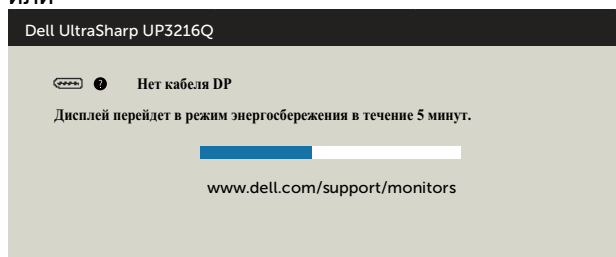 или
Dell UltraSharp UP3216Q
? Нет кабеля DP
Дисплей перейдет в режим энергосбережения в течение 5 минут.
www.dell.com/support/monitors